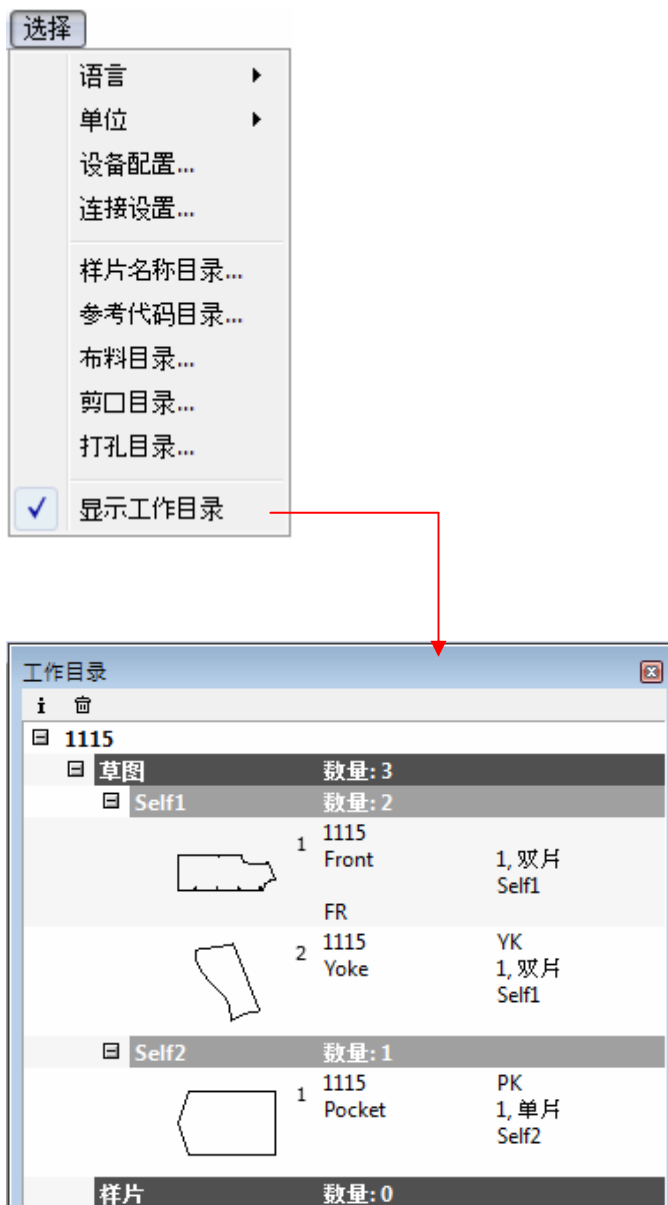 选择
语言
单位
设备配置...
连接设置...
样片名称目录...
参考代码目录...
布料目录...
剪口目录...
打孔目录...
显示工作目录
工作目录
1115
草图 数量: 3
Self1 数量: 2
1 1115
Front 1, 双片
Self1
FR
2 1115 YK
Yoke 1, 双片
Self1
Self2 数量: 1
1 1115 PK
Pocket 1, 单片
Self2
样片 数量: 0